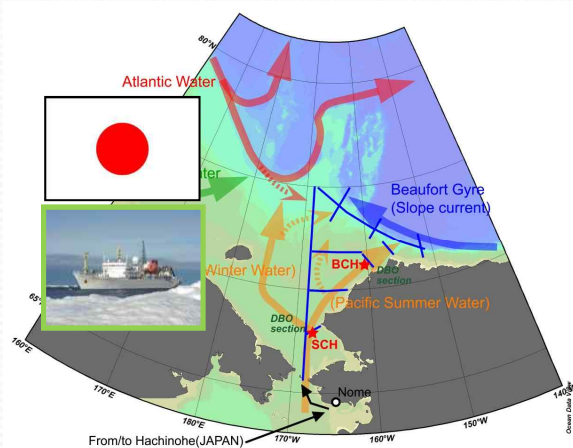 80°N
Atlantic Water
ter
Beaufort Gyre
(Slope current)
Winter Water)
BCH
DBO
section
(Pacific Summer Water)
DBO
section
SCH
65°
160°E
170°E
180°W
170°W
160°W
150°W
140°
Nome
From/to Hachinohe(JAPAN)
Ocean Data View